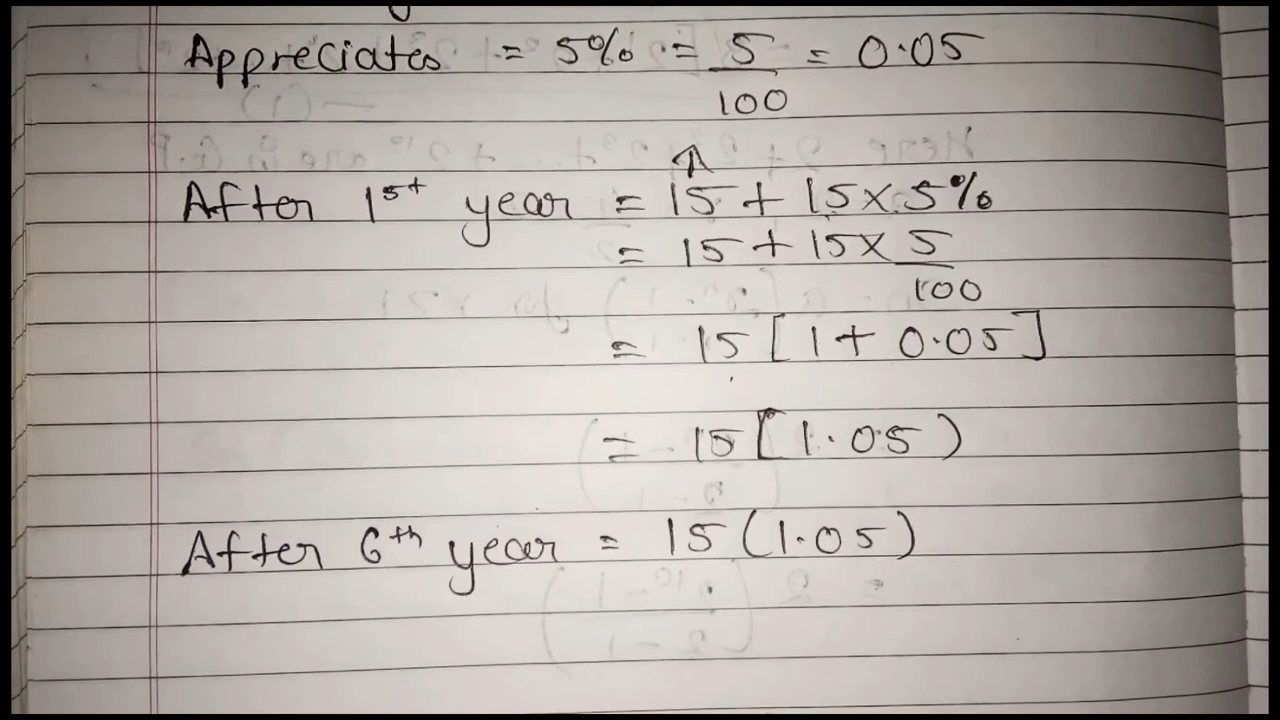 Appreciates = 5% = 5/100 = 0.05
After 1st year = 15 + 15 x 5%
= 15 + 15 x 5/100
= 15 [1 + 0.05]
= 15 [1.05)
After 6th year = 15 (1.05)